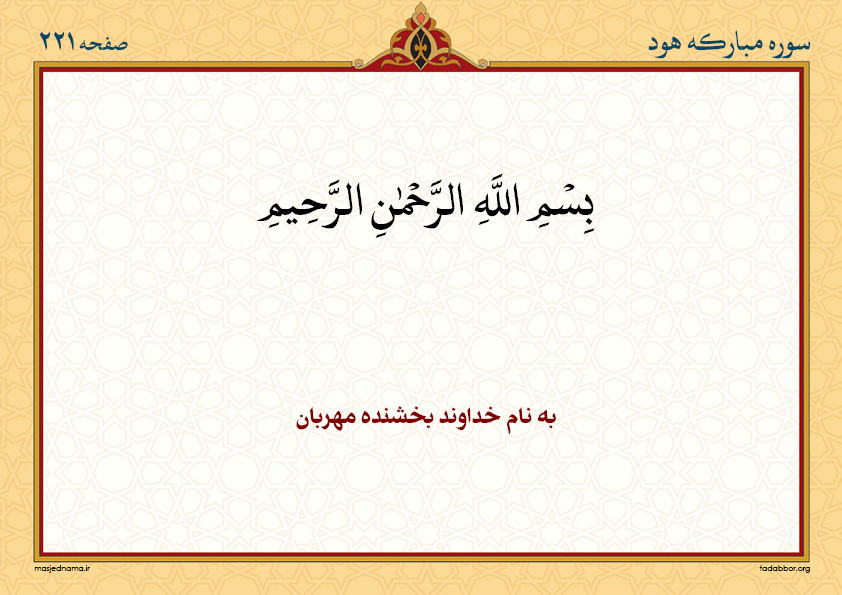 سوره مبارکه هود
صفحه ۲۲۱
بِسْمِ اللَّهِ الرَّحْمَٰنِ الرَّحِيمِ
به نام خداوند بخشنده مهربان
masjednama.ir
tadabbor.org